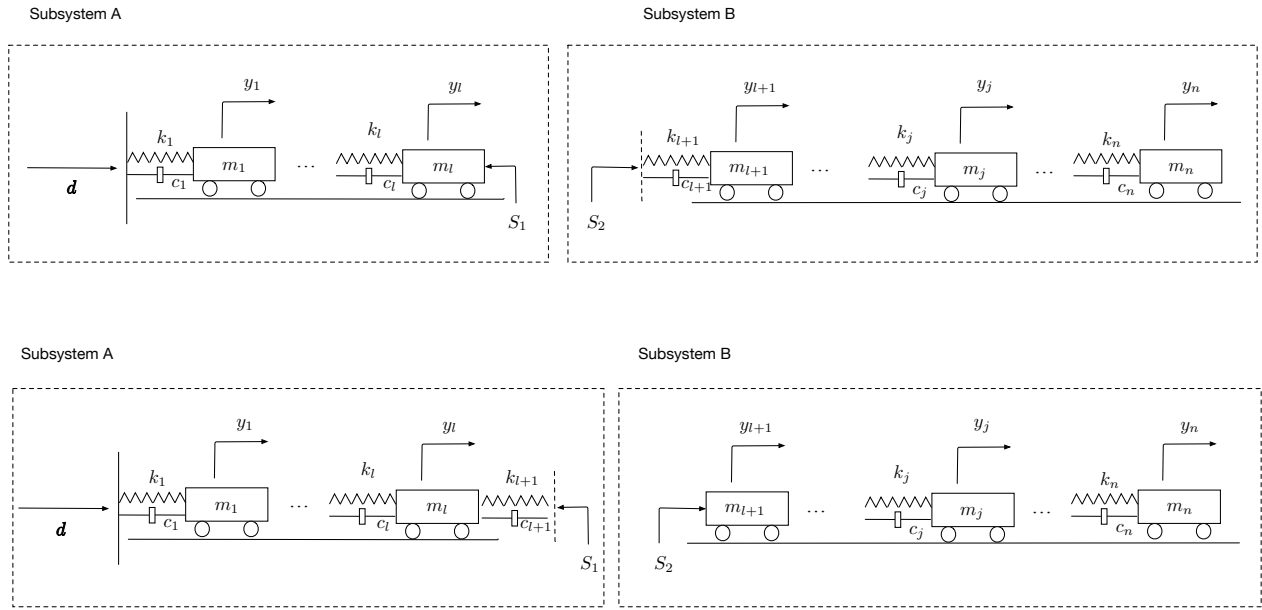 Subsystem A
Subsystem B
y₁ yₗ yₗ₊₁ yⱼ yₙ
k₁ kₗ kₗ₊₁ kⱼ kₙ
m₁ ... mₗ mₗ₊₁ ... mⱼ ... mₙ
d c₁ cₗ cₗ₊₁ cⱼ cₙ
S₁ S₂
Subsystem A
Subsystem B
y₁ yₗ yₗ₊₁ yⱼ yₙ
k₁ kₗ kₗ₊₁ kⱼ kₙ
m₁ ... mₗ mₗ₊₁ ... mⱼ ... mₙ
d c₁ cₗ cₗ₊₁ cⱼ cₙ
S₁ S₂